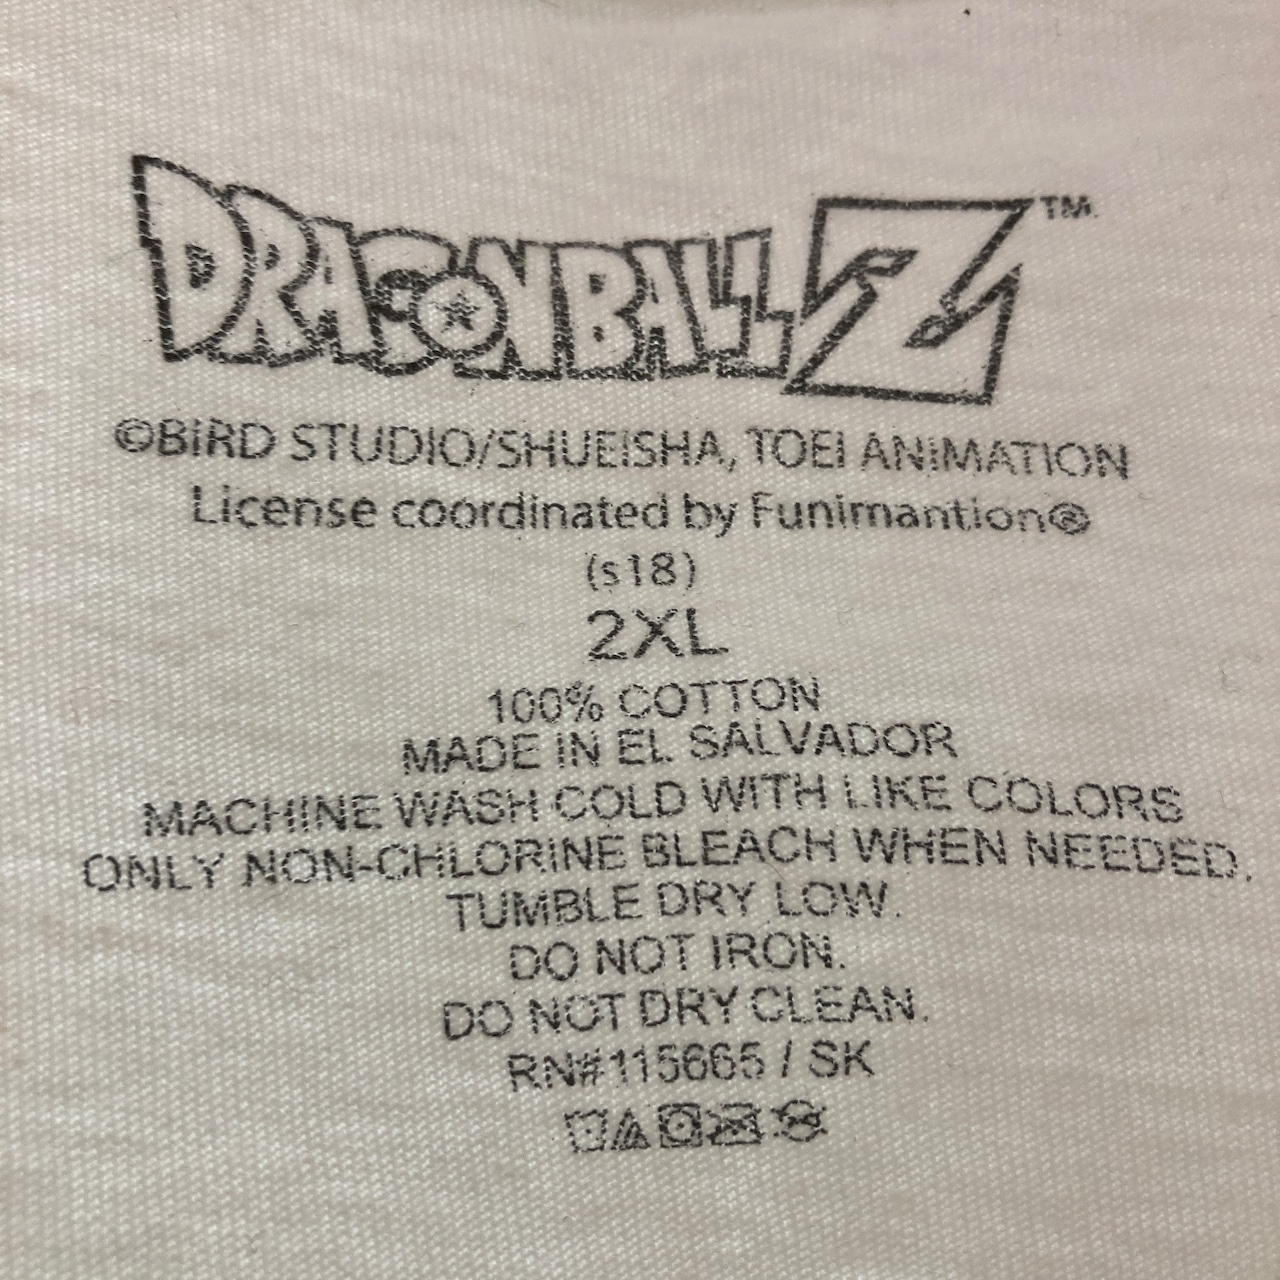 DRAGONBALL Z™
©BIRD STUDIO/SHUEISHA, TOEI ANIMATION
License coordinated by Funimantion®
(s18)
2XL
100% COTTON
MADE IN EL SALVADOR
MACHINE WASH COLD WITH LIKE COLORS
ONLY NON-CHLORINE BLEACH WHEN NEEDED.
TUMBLE DRY LOW.
DO NOT IRON.
DO NOT DRY CLEAN.
RN#115665 / SK